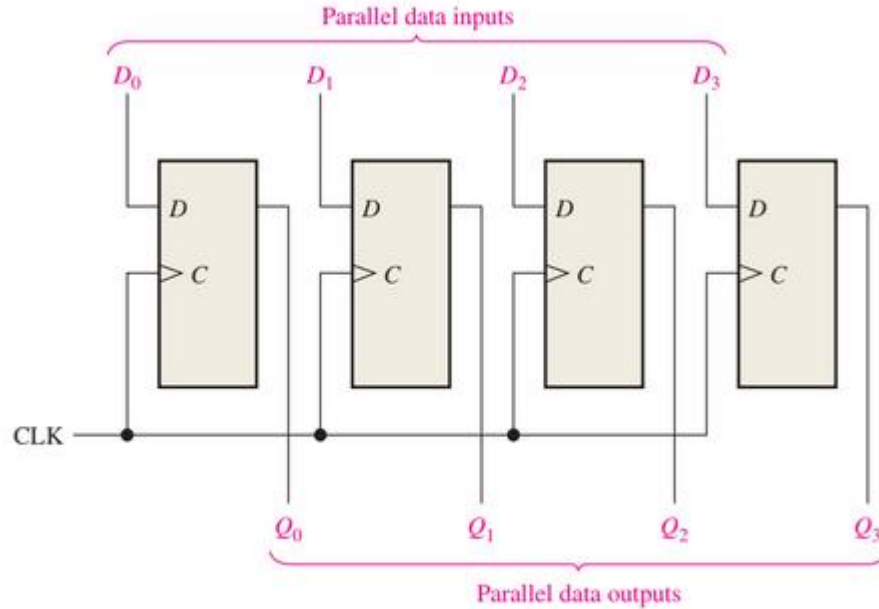 Parallel data inputs
D₀ D₁ D₂ D₃
D D D D
C C C C
CLK
Q₀ Q₁ Q₂ Q₃
Parallel data outputs